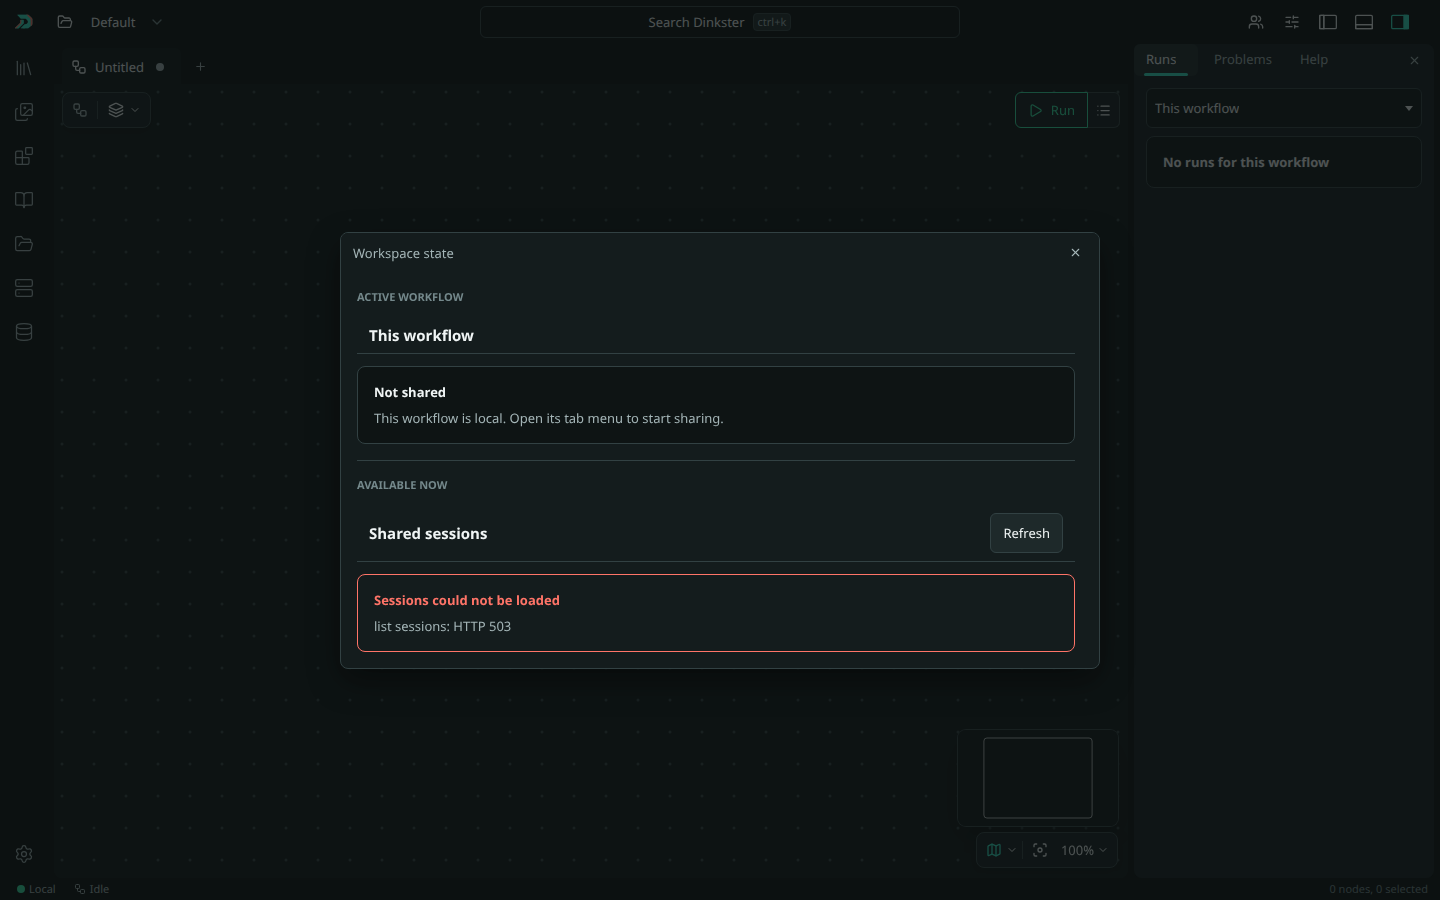 Default
Search Dinkster ctrl+k
Untitled
Run
Runs
Problems
Help
This workflow
No runs for this workflow
Workspace state
ACTIVE WORKFLOW
This workflow
Not shared
This workflow is local. Open its tab menu to start sharing.
AVAILABLE NOW
Shared sessions
Refresh
Sessions could not be loaded
list sessions: HTTP 503
100%
Local
Idle
0 nodes, 0 selected